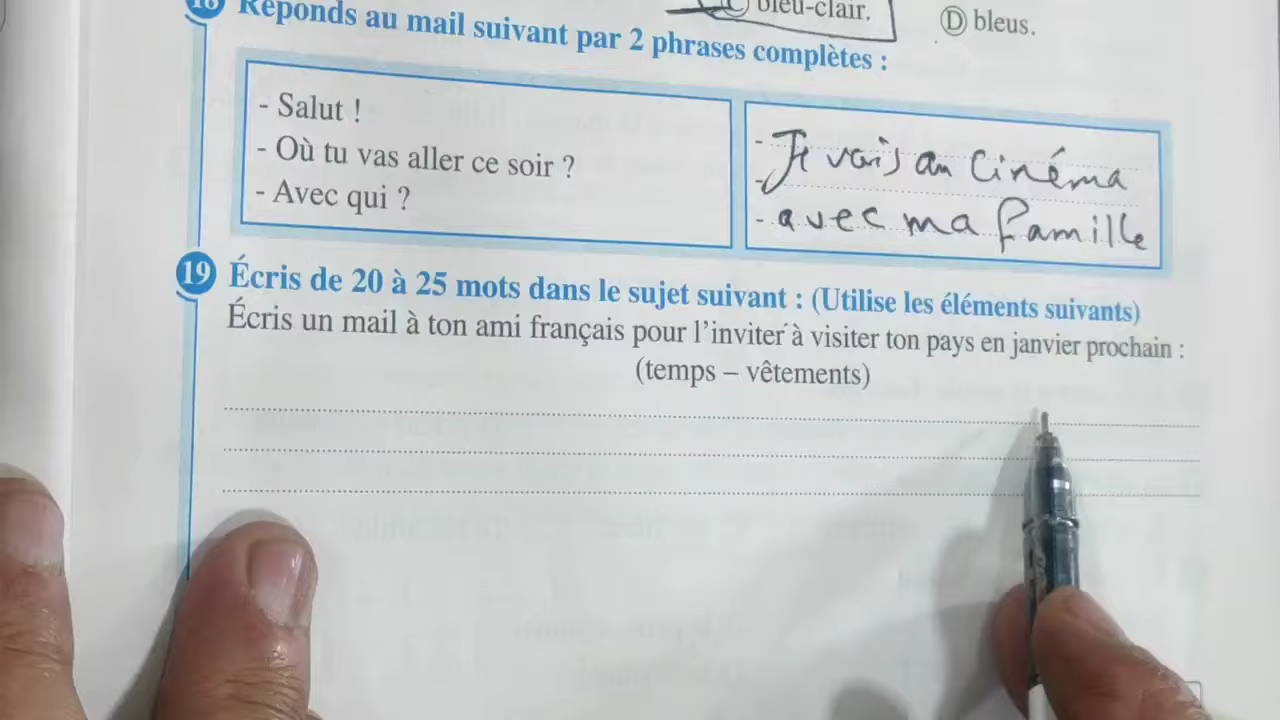 bleu-clair.
D bleus.
18 Réponds au mail suivant par 2 phrases complètes :
- Salut !
- Où tu vas aller ce soir ?
- Avec qui ?
- Je vais au cinéma
-
- avec ma famille
19 Écris de 20 à 25 mots dans le sujet suivant : (Utilise les éléments suivants)
Écris un mail à ton ami français pour l'inviter à visiter ton pays en janvier prochain :
(temps – vêtements)